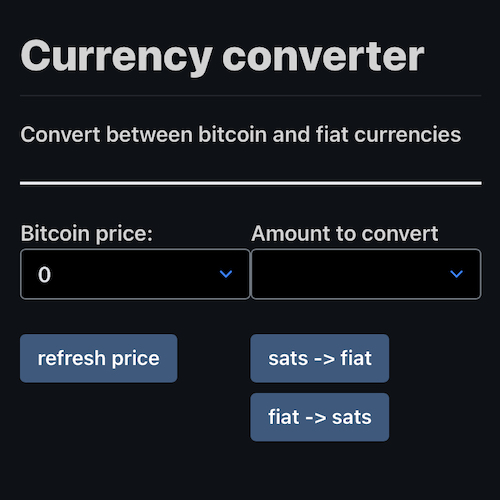 Currency converter
Convert between bitcoin and fiat currencies
Bitcoin price:
Amount to convert
0
refresh price
sats -> fiat
fiat -> sats